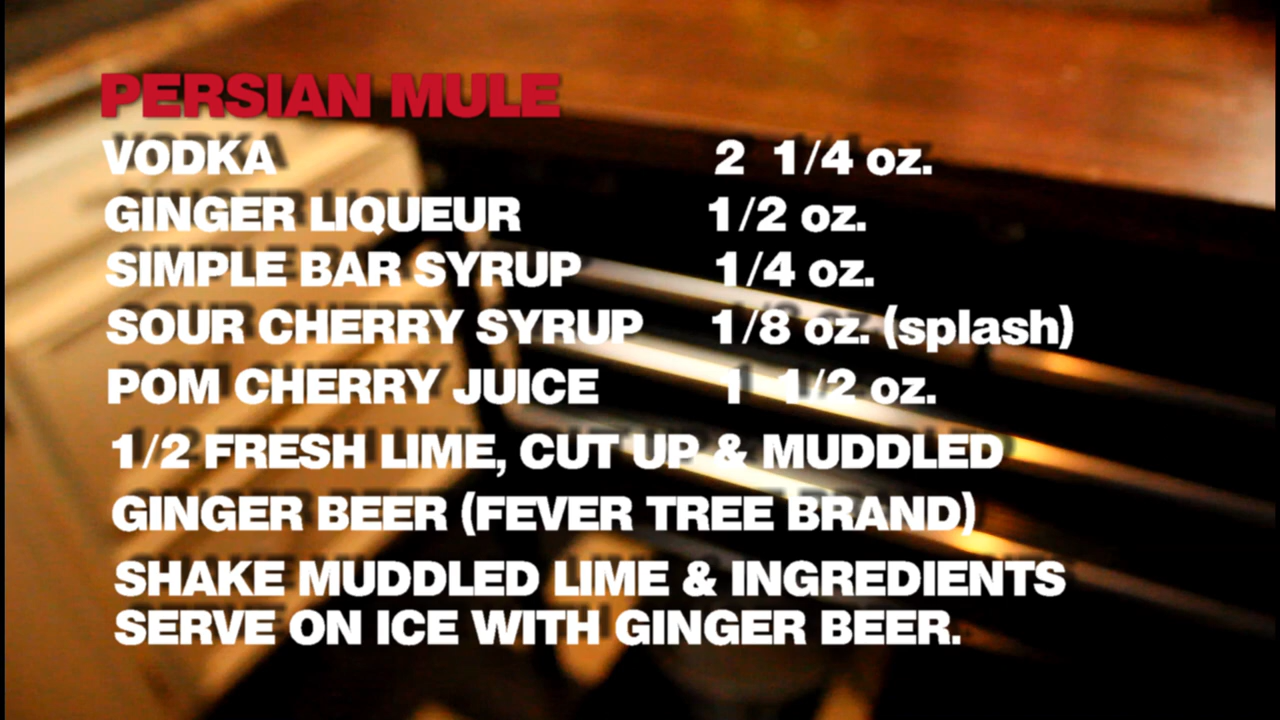 PERSIAN MULE
VODKA 2 1/4 oz.
GINGER LIQUEUR 1/2 oz.
SIMPLE BAR SYRUP 1/4 oz.
SOUR CHERRY SYRUP 1/8 oz. (splash)
POM CHERRY JUICE 1 1/2 oz.
1/2 FRESH LIME, CUT UP & MUDDLED
GINGER BEER (FEVER TREE BRAND)
SHAKE MUDDLED LIME & INGREDIENTS
SERVE ON ICE WITH GINGER BEER.